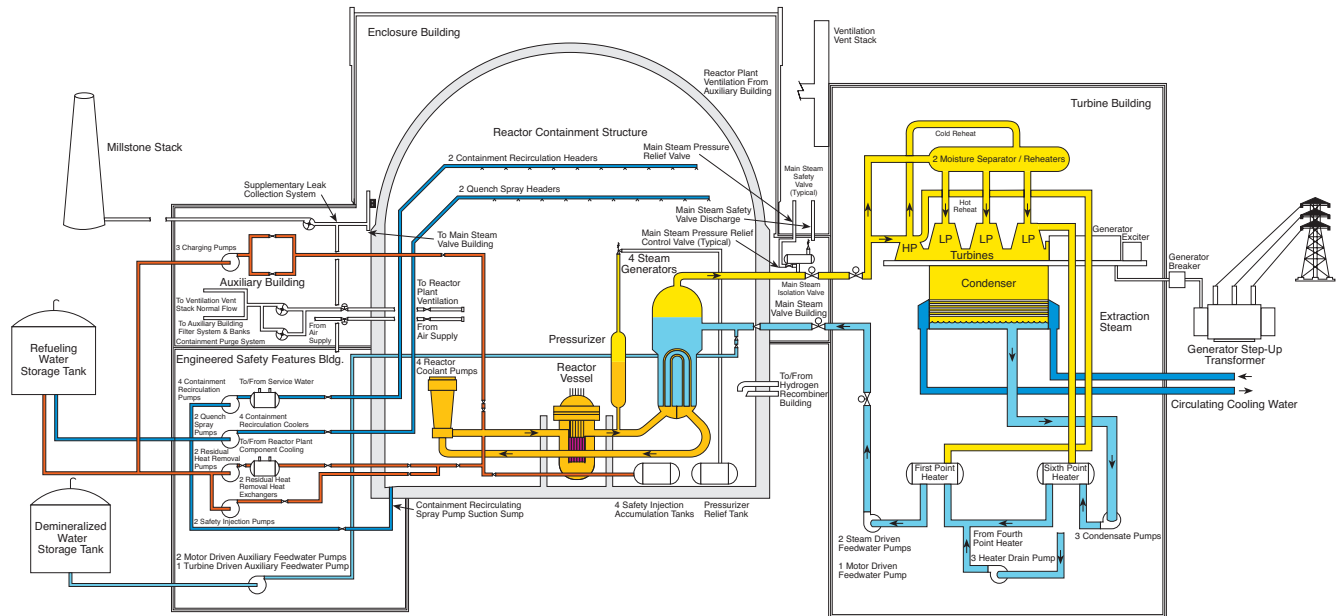 Enclosure Building
Ventilation
Vent Stack
Reactor Plant
Ventilation From
Auxiliary Building
Turbine Building
Millstone Stack
Reactor Containment Structure
Main Steam Pressure
Relief Valve
Cold Reheat
2 Moisture Separator / Reheaters
2 Containment Recirculation Headers
Main Steam
Safety
Valve
(Typical)
Supplementary Leak
Collection System
2 Quench Spray Headers
Main Steam Safety
Valve Discharge
Hot
Reheat
To Main Steam
Valve Building
Main Steam Pressure Relief
Control Valve (Typical)
HP
LP
LP
LP
Turbines
Generator
Exciter
3 Charging Pumps
Auxiliary Building
4 Steam
Generators
Generator
Breaker
Main Steam
Isolation Valve
Main Steam
Valve Building
Condenser
To Ventilation Vent
Stack Normal Flow
To Reactor
Plant
Ventilation
To Auxiliary Building
Filter System & Banks
Containment Purge System
From
Air
Supply
From
Air Supply
Extraction
Steam
Pressurizer
Refueling
Water
Storage Tank
Engineered Safety Features Bldg.
4 Reactor
Coolant Pumps
Reactor
Vessel
Generator Step-Up
Transformer
4 Containment
Recirculation
Pumps
To/From Service Water
To/From
Hydrogen
Recombiner
Building
Circulating Cooling Water
2 Quench
Spray
Pumps
4 Containment
Recirculation Coolers
To/From Reactor Plant
Component Cooling
2 Residual
Heat Removal
Pumps
2 Residual Heat
Removal Heat
Exchangers
First Point
Heater
Sixth Point
Heater
2 Safety Injection Pumps
Containment Recirculating
Spray Pump Suction Sump
4 Safety Injection
Accumulation Tanks
Pressurizer
Relief Tank
Demineralized
Water
Storage Tank
2 Steam Driven
Feedwater Pumps
1 Motor Driven
Feedwater Pump
From Fourth
Point Heater
3 Condensate Pumps
3 Heater Drain Pump
2 Motor Driven Auxiliary Feedwater Pumps
1 Turbine Driven Auxiliary Feedwater Pump